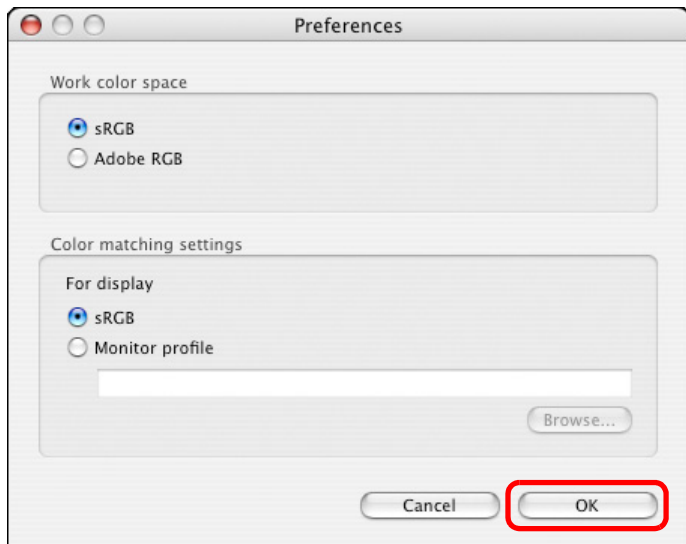 Preferences
Work color space
sRGB
Adobe RGB
Color matching settings
For display
sRGB
Monitor profile
Browse...
Cancel OK